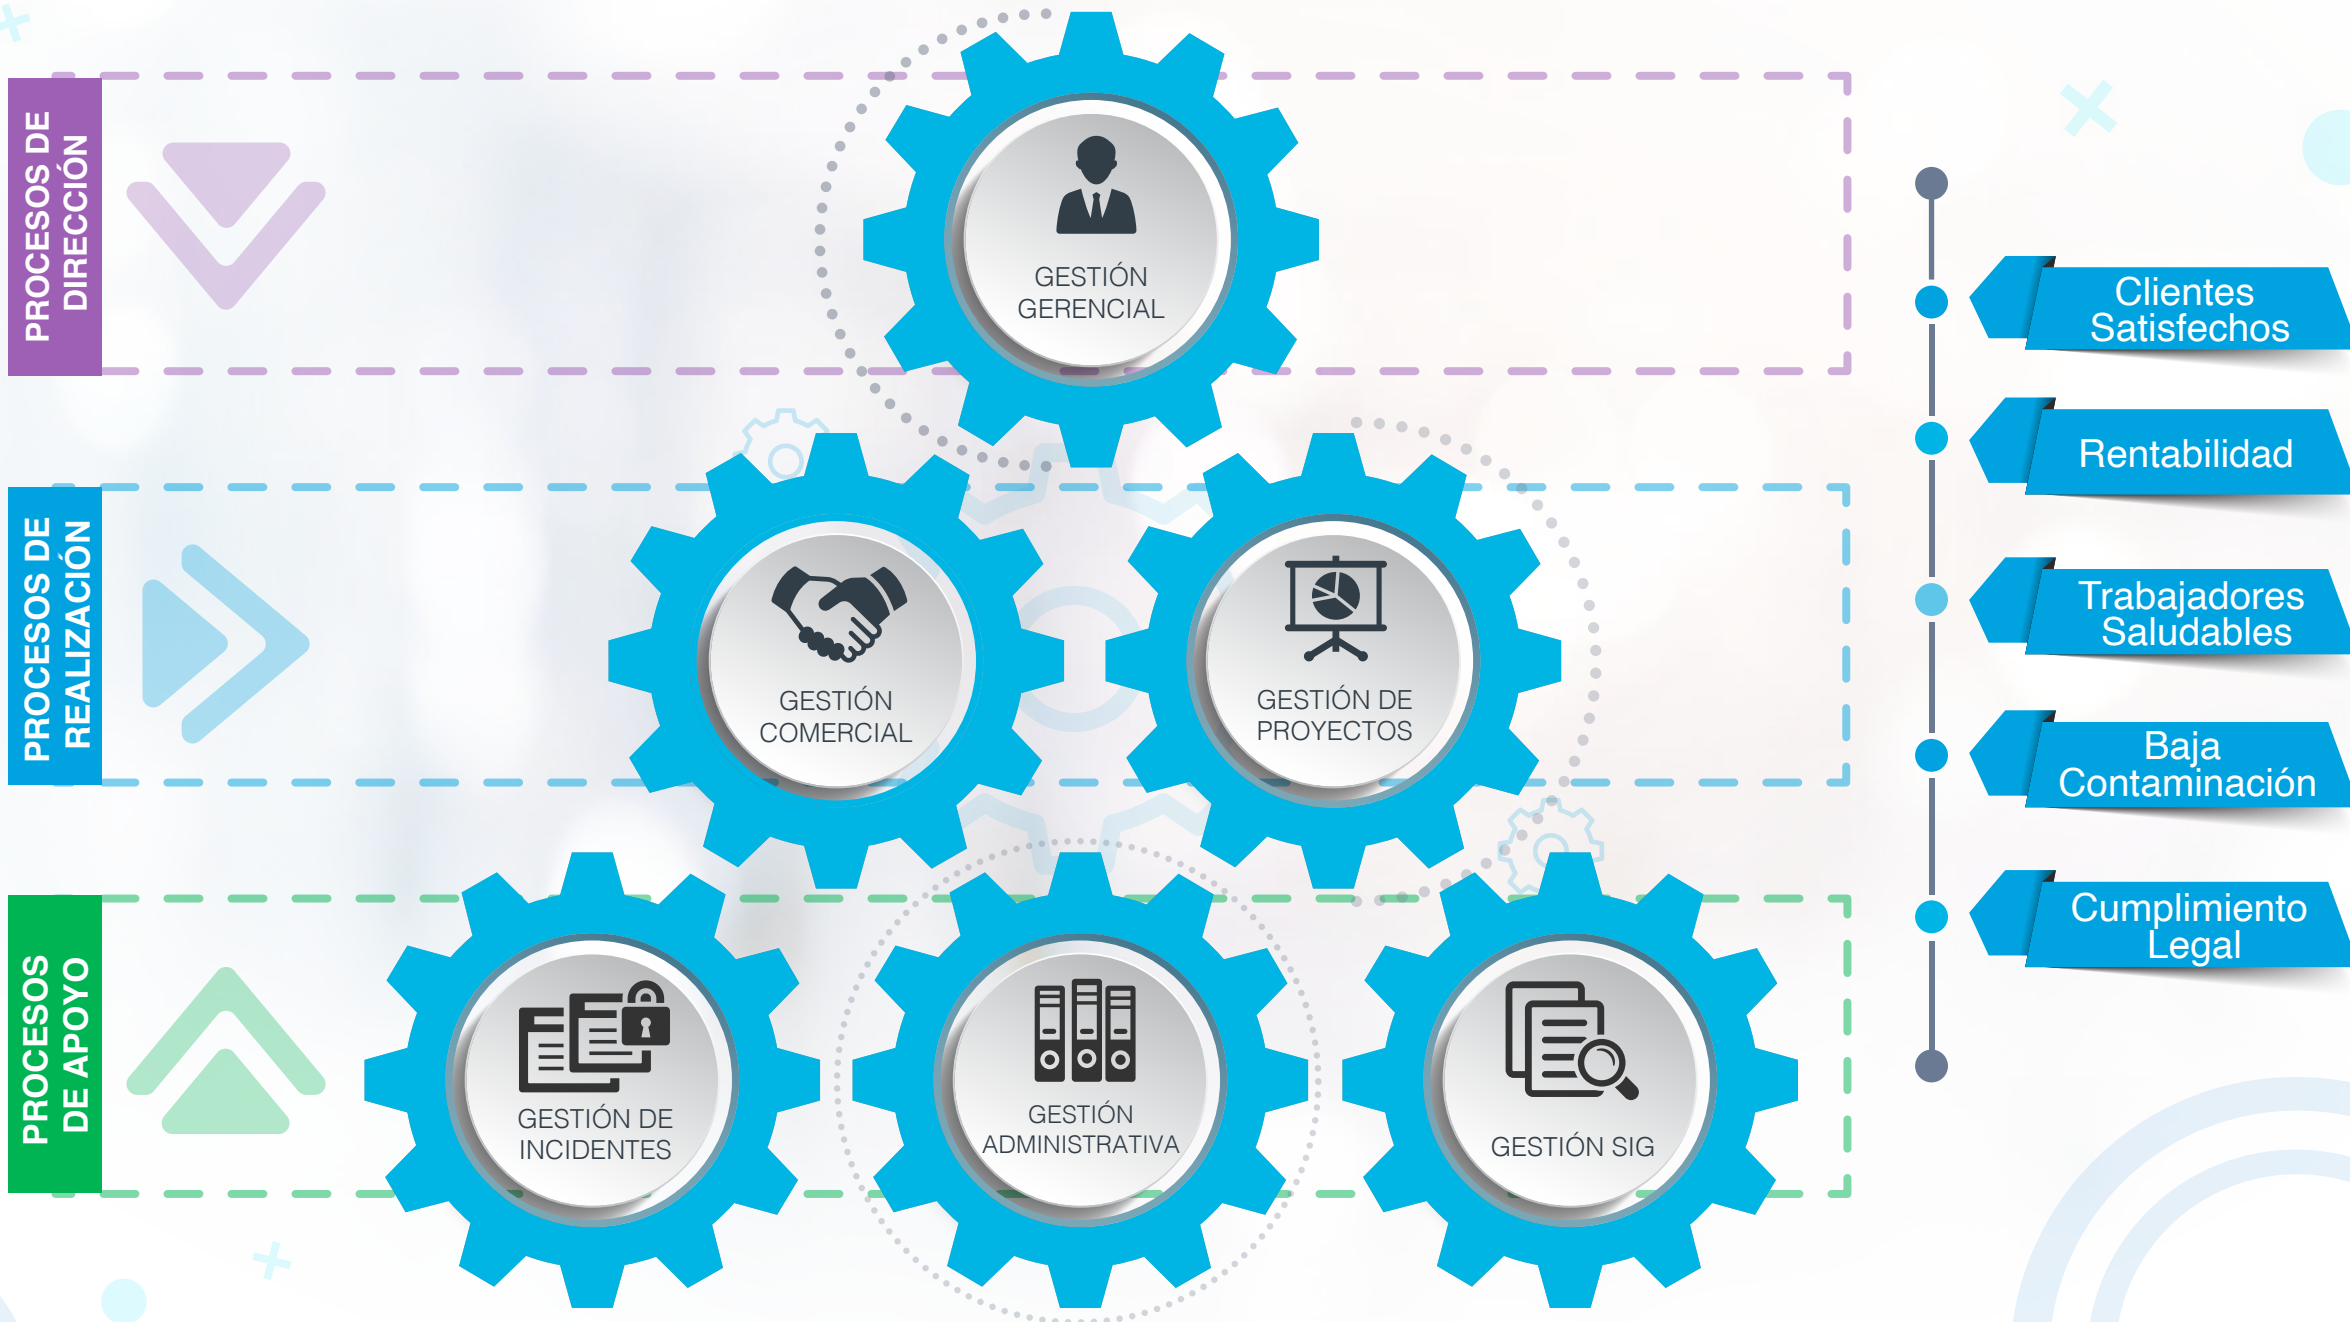 PROCESOS DE
DIRECCIÓN
GESTIÓN
GERENCIAL
PROCESOS DE
REALIZACIÓN
GESTIÓN
COMERCIAL
GESTIÓN DE
PROYECTOS
PROCESOS
DE APOYO
GESTIÓN DE
INCIDENTES
GESTIÓN
ADMINISTRATIVA
GESTIÓN SIG
Clientes
Satisfechos
Rentabilidad
Trabajadores
Saludables
Baja
Contaminación
Cumplimiento
Legal